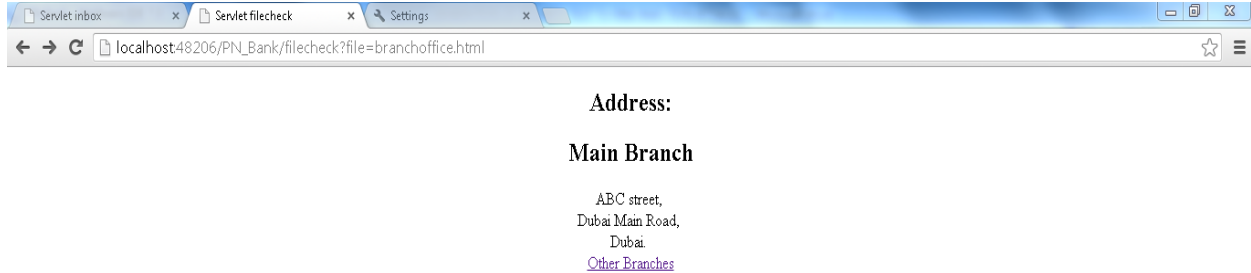 Servlet inbox
Servlet filecheck
Settings
localhost:48206/PN_Bank/filecheck?file=branchoffice.html
Address:
Main Branch
ABC street,
Dubai Main Road,
Dubai.
Other Branches